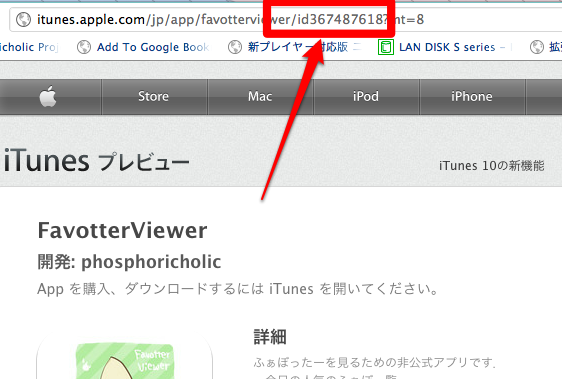 itunes.apple.com/jp/app/favotterviewer/id367487618?mt=8
icholic Proj
Add To Google Book
新プレイヤー対応版
LAN DISK S series -
拡
Store
Mac
iPod
iPhone
iTunes プレビュー
iTunes 10の新機能
FavotterViewer
開発: phosphoricholic
App を購入、ダウンロードするには iTunes を開いてください。
Favotter
Viewer
詳細
ふぁぼったーを見るための非公式アプリです.